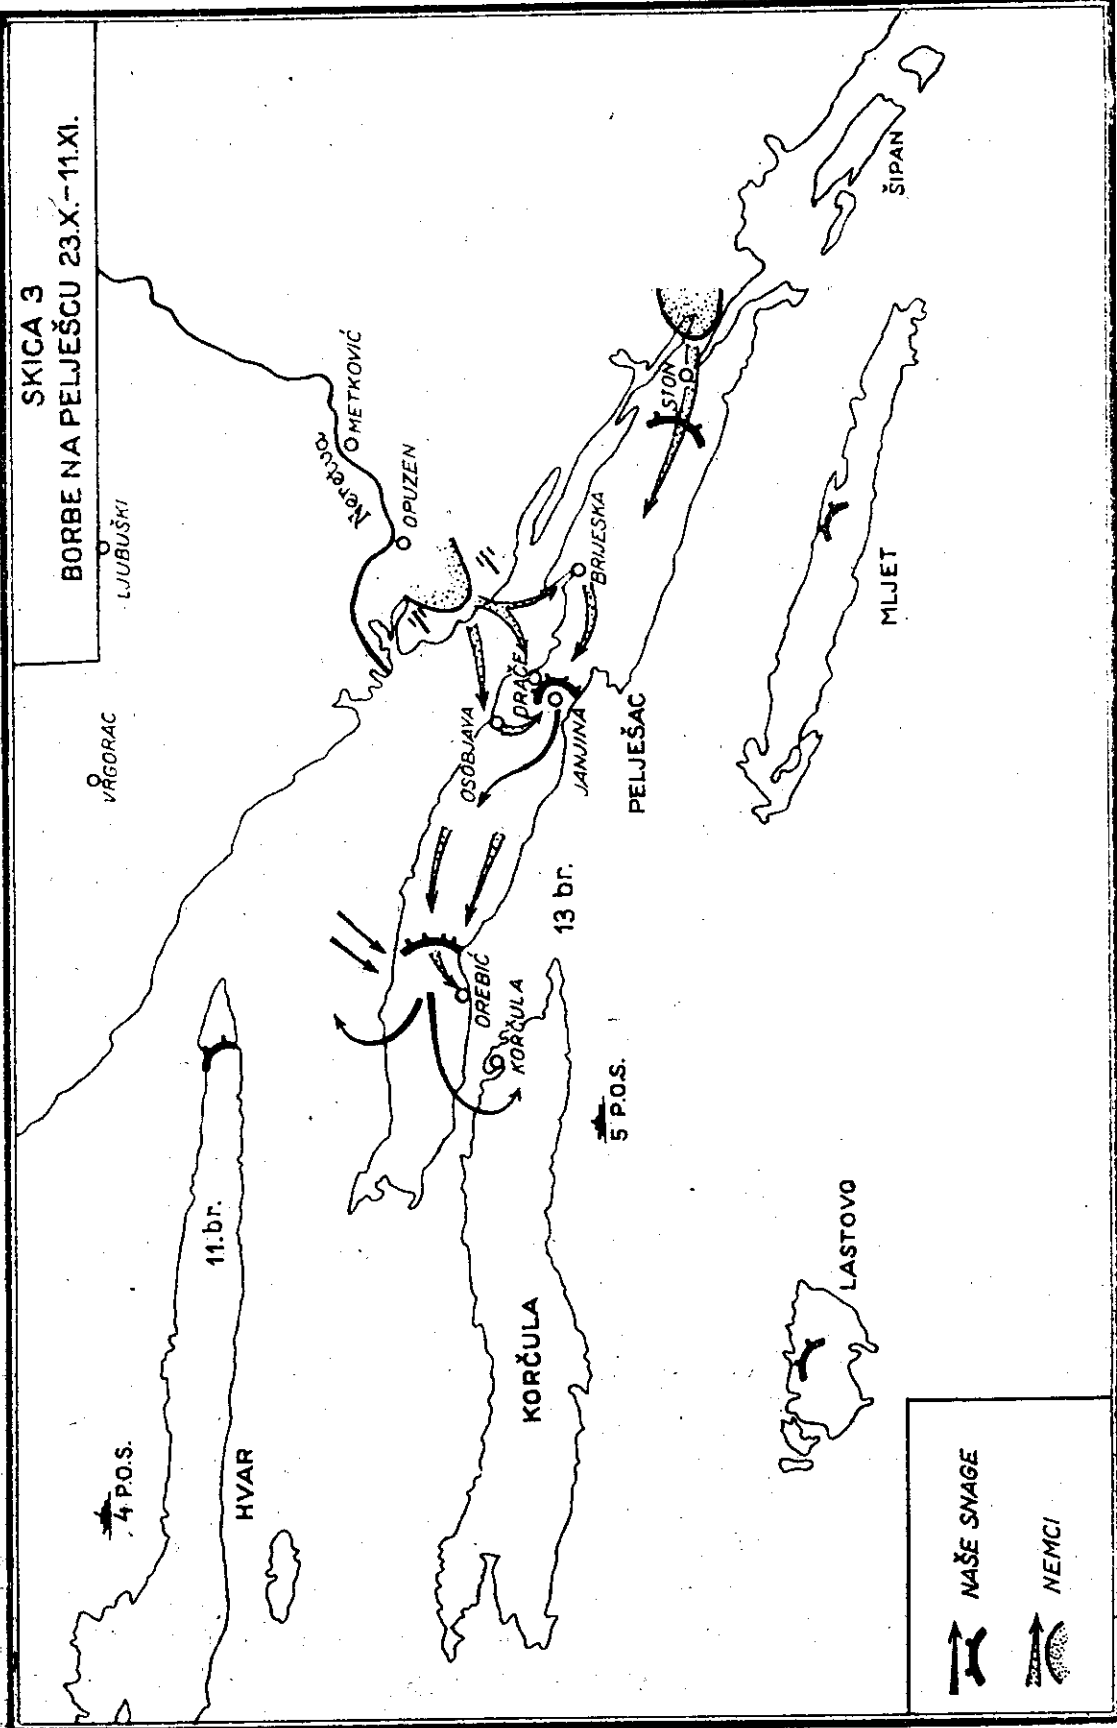 SKICA 3
BORBE NA PELJEŠCU 23.X.–11.XI.
VRGORAC
LJUBUŠKI
Neretva
METKOVIĆ
OPUZEN
4 P.O.S.
HVAR
11.br.
OSOBJAVA
DRAČE
JANJINA
BRIJESKA
STON
PELJEŠAC
OREBIĆ
KORČULA
13 br.
KORČULA
5 P.O.S.
MLJET
ŠIPAN
LASTOVO
NAŠE SNAGE
NEMCI